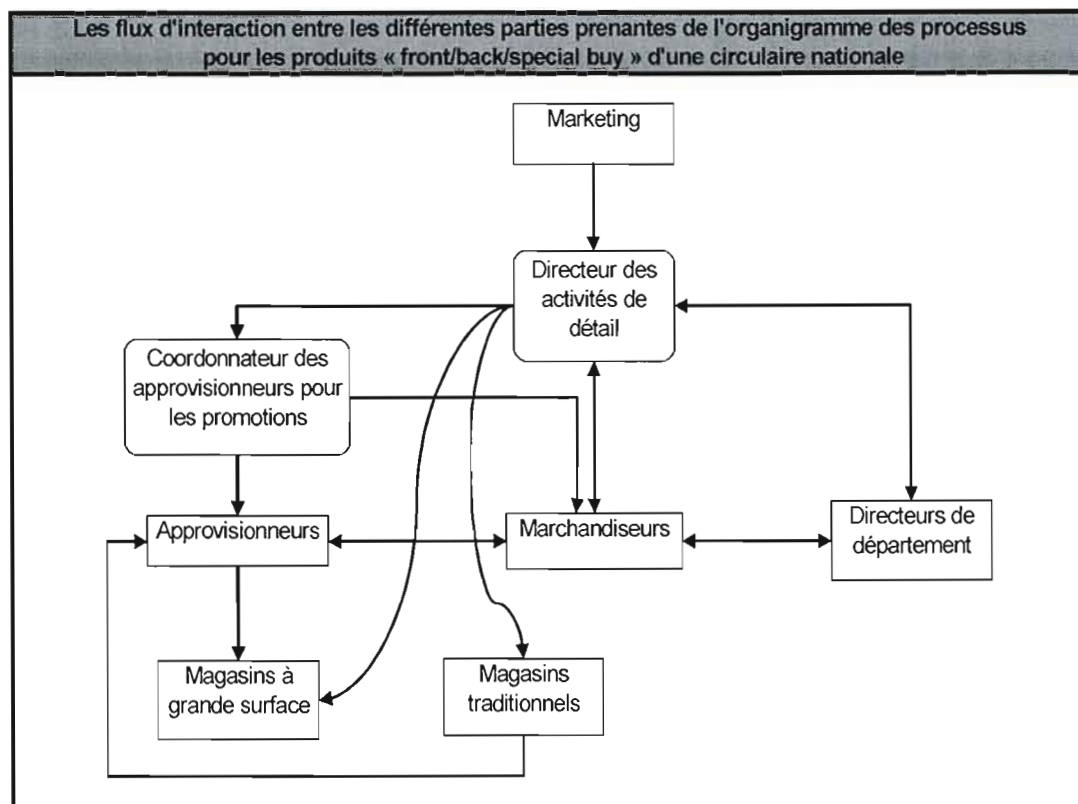 Les flux d'interaction entre les différentes parties prenantes de l'organigramme des processus
pour les produits « front/back/special buy » d'une circulaire nationale
Marketing
Directeur des
activités de
détail
Coordonnateur des
approvisionneurs pour
les promotions
Approvisionneurs
Marchandiseurs
Directeurs de
département
Magasins à
grande surface
Magasins
traditionnels